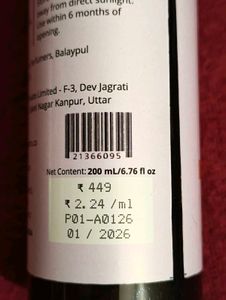 away from direct sunlight.
Use within 6 months of
opening.
Perfumers, Balaypul
Limited - F-3, Dev Jagrati
Nagar Kanpur, Uttar
21366095
Net Content: 200 mL/6.76 fl oz
₹ 449
₹ 2.24 /ml
P01-A0126
01 / 2026